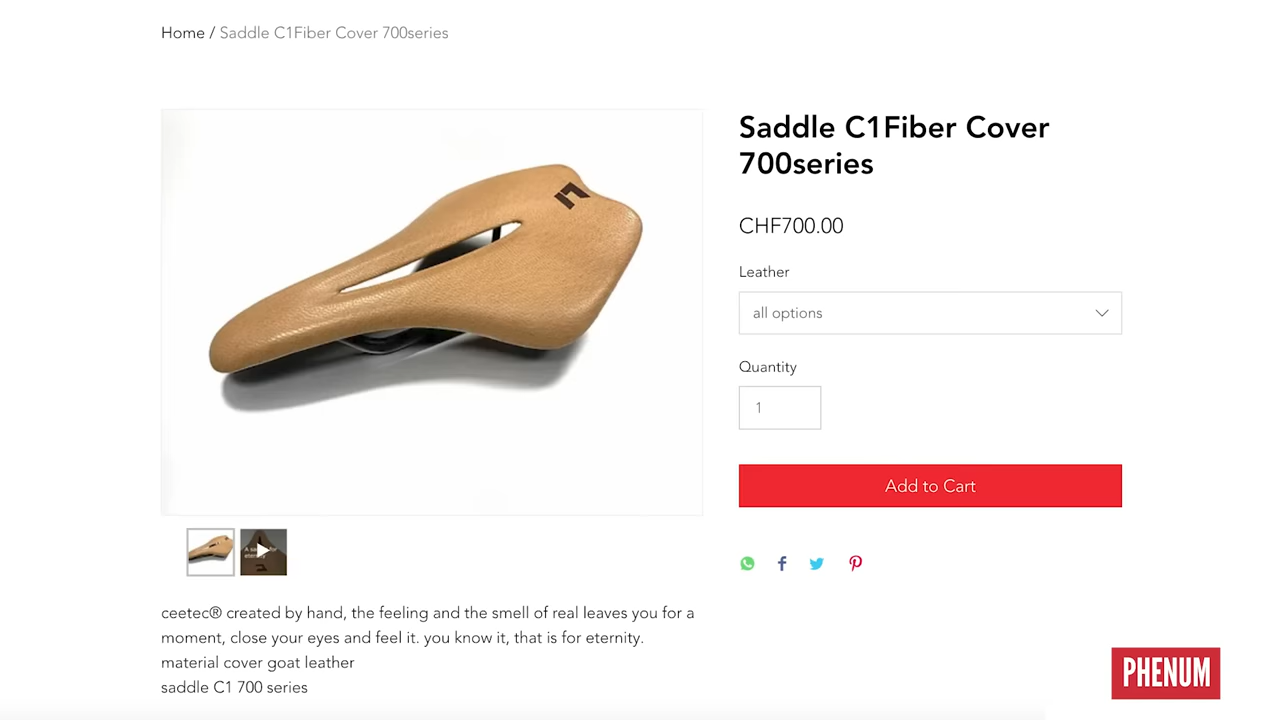 Home / Saddle C1Fiber Cover 700series
Saddle C1Fiber Cover
700series
CHF700.00
Leather
all options
Quantity
1
Add to Cart
ceetec® created by hand, the feeling and the smell of real leaves you for a
moment, close your eyes and feel it. you know it, that is for eternity.
material cover goat leather
saddle C1 700 series
PHENUM